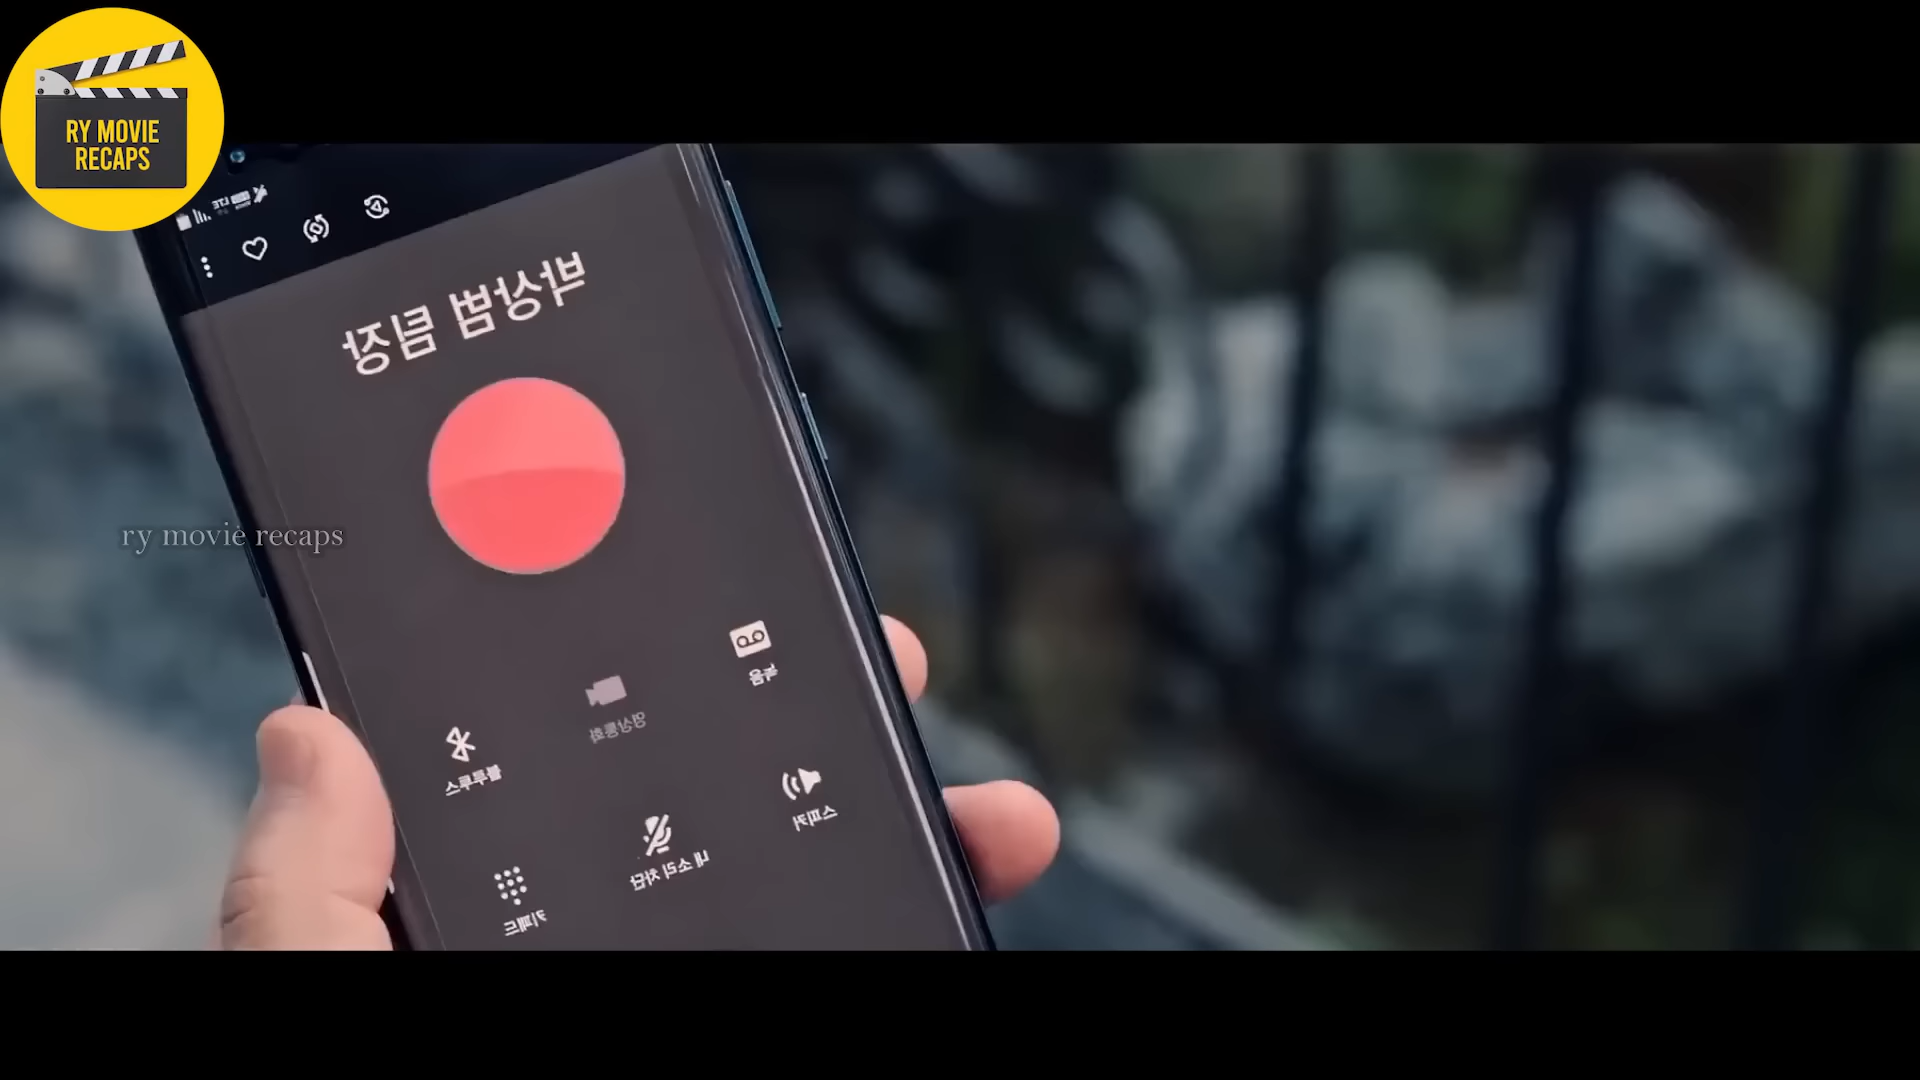 RY MOVIE
RECAPS
LTE
박상범 팀장
ry movie recaps
녹음
영상통화
블루투스
스피커
내 소리 차단
키패드